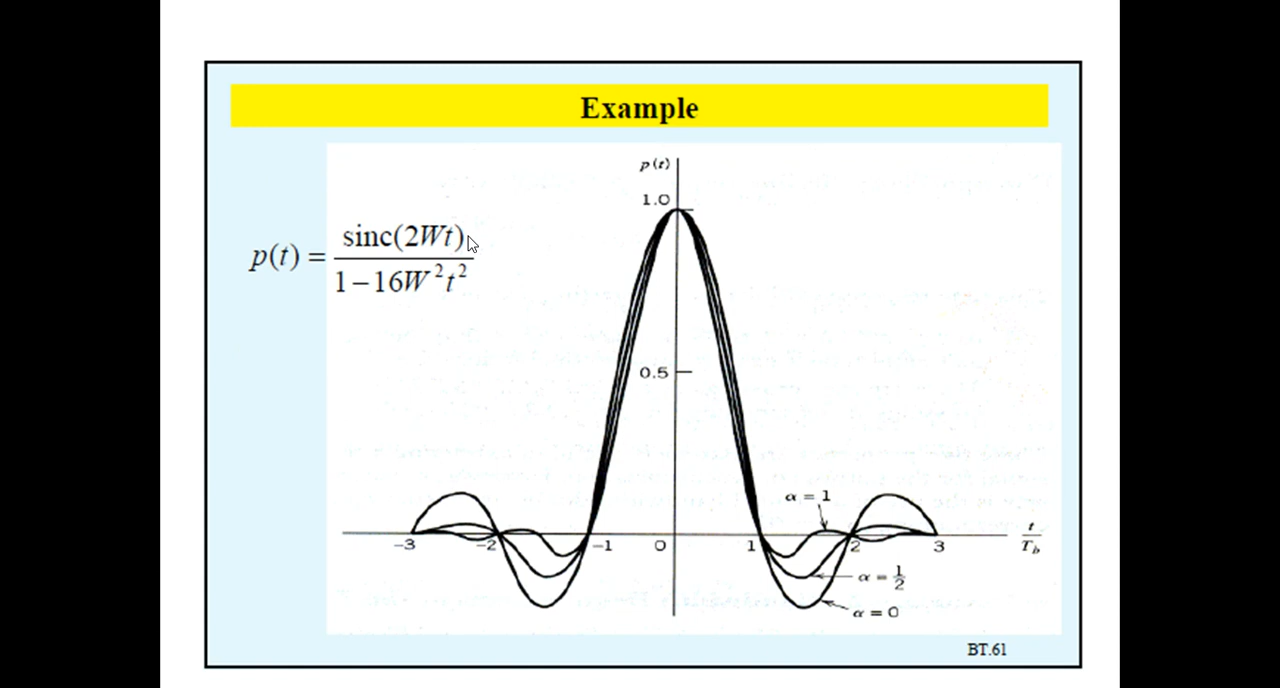 Example
p(t)
1.0
p(t) = sinc(2Wt) / 1−16W²t²
0.5
α = 1
−3 −2 −1 0 1 2 3 t/T_b
α = 1/2
α = 0
BT.61